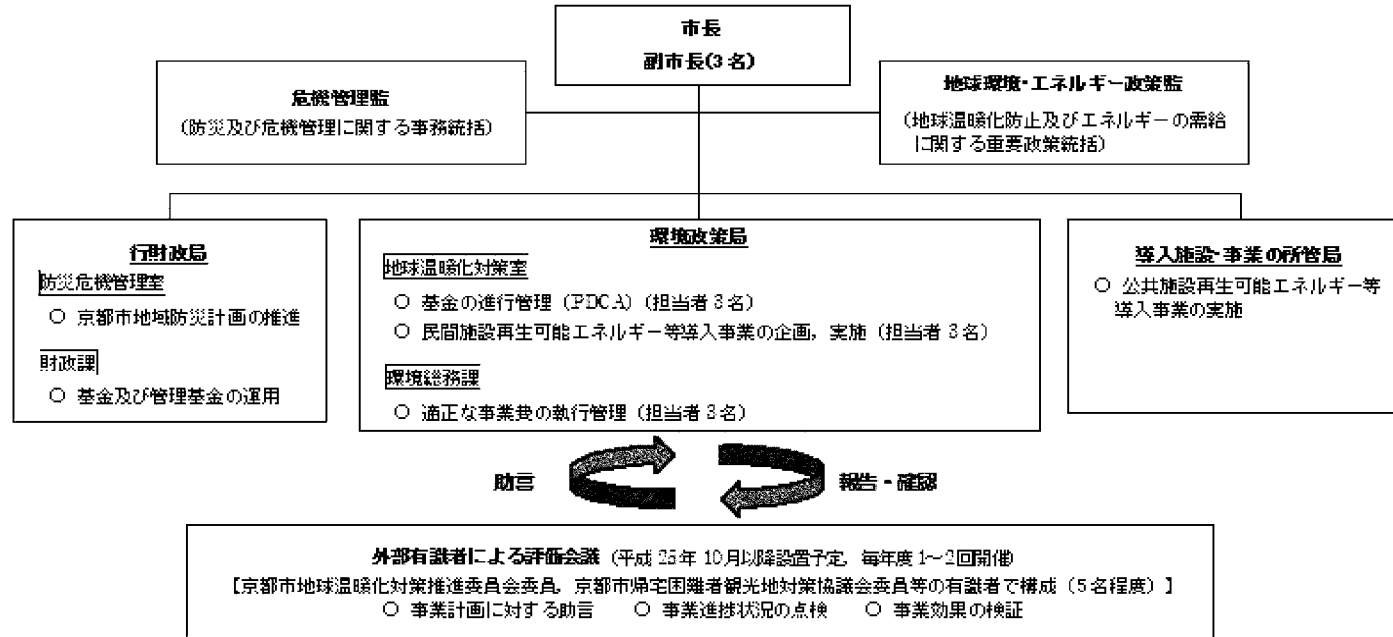 市長
副市長(3名)
危機管理監
(防災及び危機管理に関する事務統括)
地球環境・エネルギー政策監
(地球温暖化防止及びエネルギーの需給
に関する重要政策統括)
行財政局
防災危機管理室
○ 京都市地域防災計画の推進
財政課
○ 基金及び管理基金の運用
環境政策局
地球温暖化対策室
○ 基金の進行管理(PDCA)(担当者3名)
○ 民間施設再生可能エネルギー等導入事業の企画,実施(担当者3名)
環境総務課
○ 適正な事業費の執行管理(担当者3名)
導入施設・事業の所管局
○ 公共施設再生可能エネルギー等
導入事業の実施
助言
報告・確認
外部有識者による評価会議(平成25年10月以降設置予定,毎年度1~2回開催)
【京都市地球温暖化対策推進委員会委員,京都市帰宅困難者観光地対策協議会委員等の有識者で構成(5名程度)】
○ 事業計画に対する助言 ○ 事業進捗状況の点検 ○ 事業効果の検証